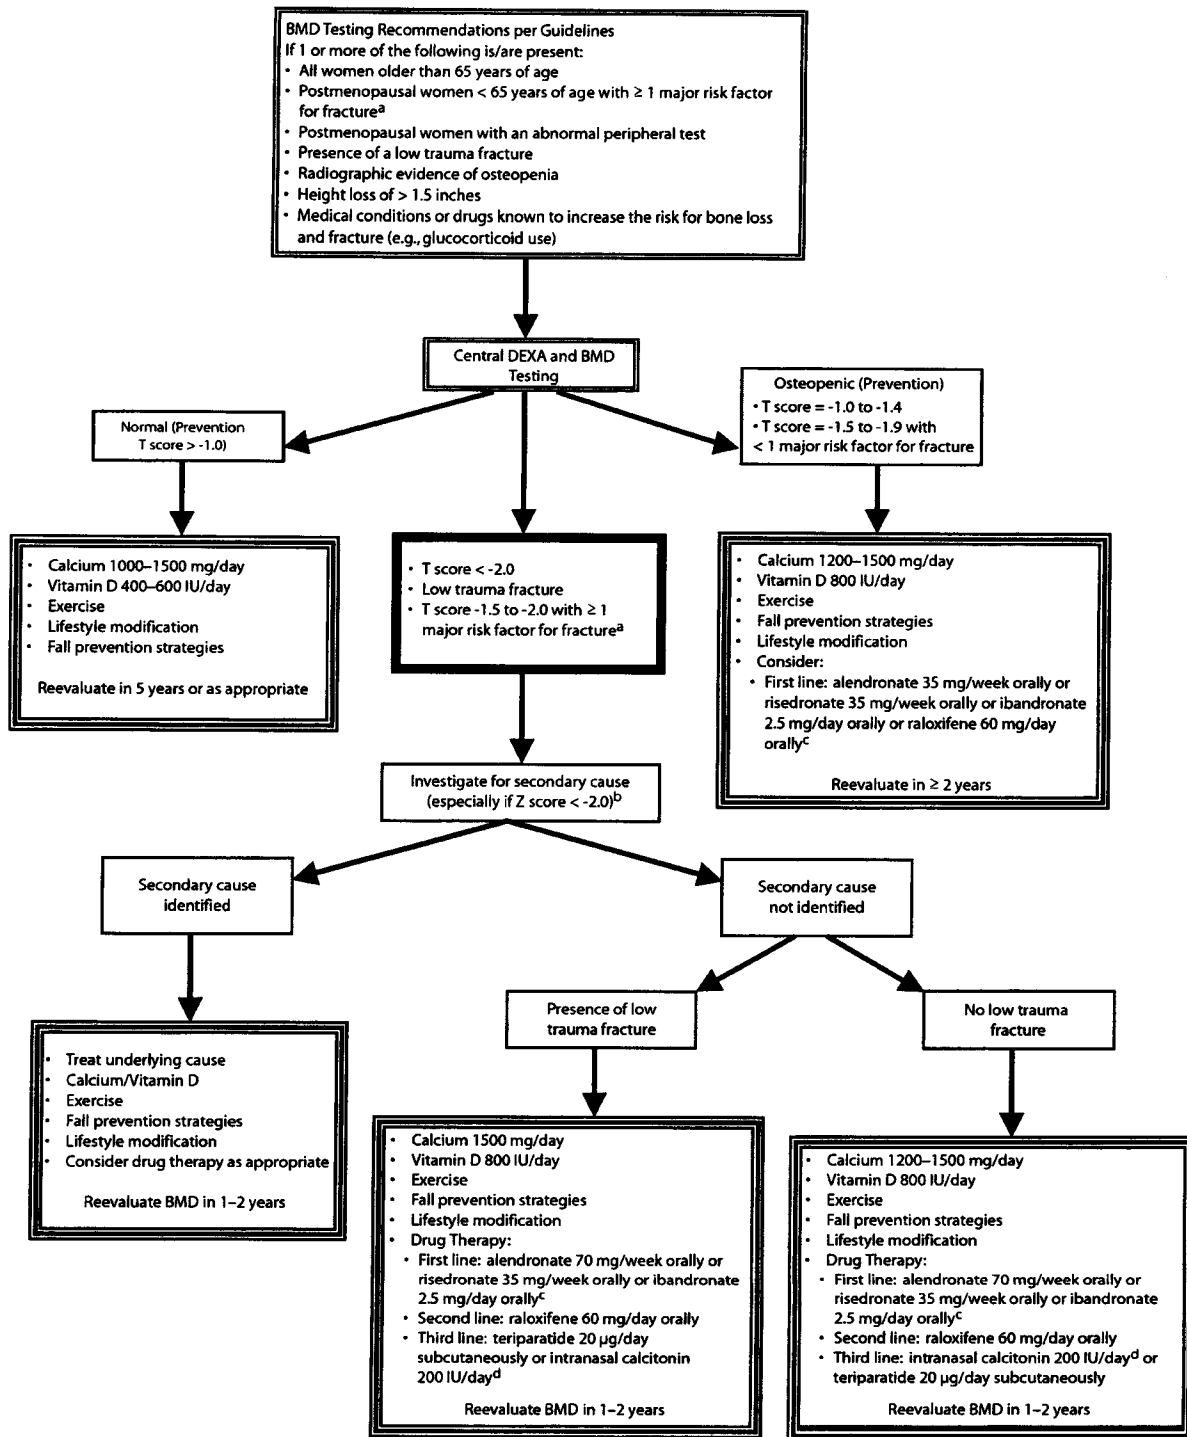 BMD Testing Recommendations per Guidelines
If 1 or more of the following is/are present:
• All women older than 65 years of age
• Postmenopausal women < 65 years of age with ≥ 1 major risk factor
for fractureª
• Postmenopausal women with an abnormal peripheral test
• Presence of a low trauma fracture
• Radiographic evidence of osteopenia
• Height loss of > 1.5 inches
• Medical conditions or drugs known to increase the risk for bone loss
and fracture (e.g., glucocorticoid use)
Central DEXA and BMD
Testing
Normal (Prevention
T score > -1.0)
Osteopenic (Prevention)
• T score = -1.0 to -1.4
• T score = -1.5 to -1.9 with
< 1 major risk factor for fracture
• Calcium 1000–1500 mg/day
• Vitamin D 400–600 IU/day
• Exercise
• Lifestyle modification
• Fall prevention strategies
Reevaluate in 5 years or as appropriate
• T score < -2.0
• Low trauma fracture
• T score -1.5 to -2.0 with ≥ 1
major risk factor for fractureª
• Calcium 1200–1500 mg/day
• Vitamin D 800 IU/day
• Exercise
• Fall prevention strategies
• Lifestyle modification
• Consider:
• First line: alendronate 35 mg/week orally or
risedronate 35 mg/week orally or ibandronate
2.5 mg/day orally or raloxifene 60 mg/day
orallyᶜ
Reevaluate in ≥ 2 years
Investigate for secondary cause
(especially if Z score < -2.0)ᵇ
Secondary cause
identified
Secondary cause
not identified
Presence of low
trauma fracture
No low trauma
fracture
• Treat underlying cause
• Calcium/Vitamin D
• Exercise
• Fall prevention strategies
• Lifestyle modification
• Consider drug therapy as appropriate
Reevaluate BMD in 1–2 years
• Calcium 1500 mg/day
• Vitamin D 800 IU/day
• Exercise
• Fall prevention strategies
• Lifestyle modification
• Drug Therapy:
• First line: alendronate 70 mg/week orally or
risedronate 35 mg/week orally or ibandronate
2.5 mg/day orallyᶜ
• Second line: raloxifene 60 mg/day orally
• Third line: teriparatide 20 µg/day
subcutaneously or intranasal calcitonin
200 IU/dayᵈ
Reevaluate BMD in 1–2 years
• Calcium 1200–1500 mg/day
• Vitamin D 800 IU/day
• Exercise
• Fall prevention strategies
• Lifestyle modification
• Drug Therapy:
• First line: alendronate 70 mg/week orally or
risedronate 35 mg/week orally or ibandronate
2.5 mg/day orallyᶜ
• Second line: raloxifene 60 mg/day orally
• Third line: intranasal calcitonin 200 IU/dayᵈ or
teriparatide 20 µg/day subcutaneously
Reevaluate BMD in 1–2 years